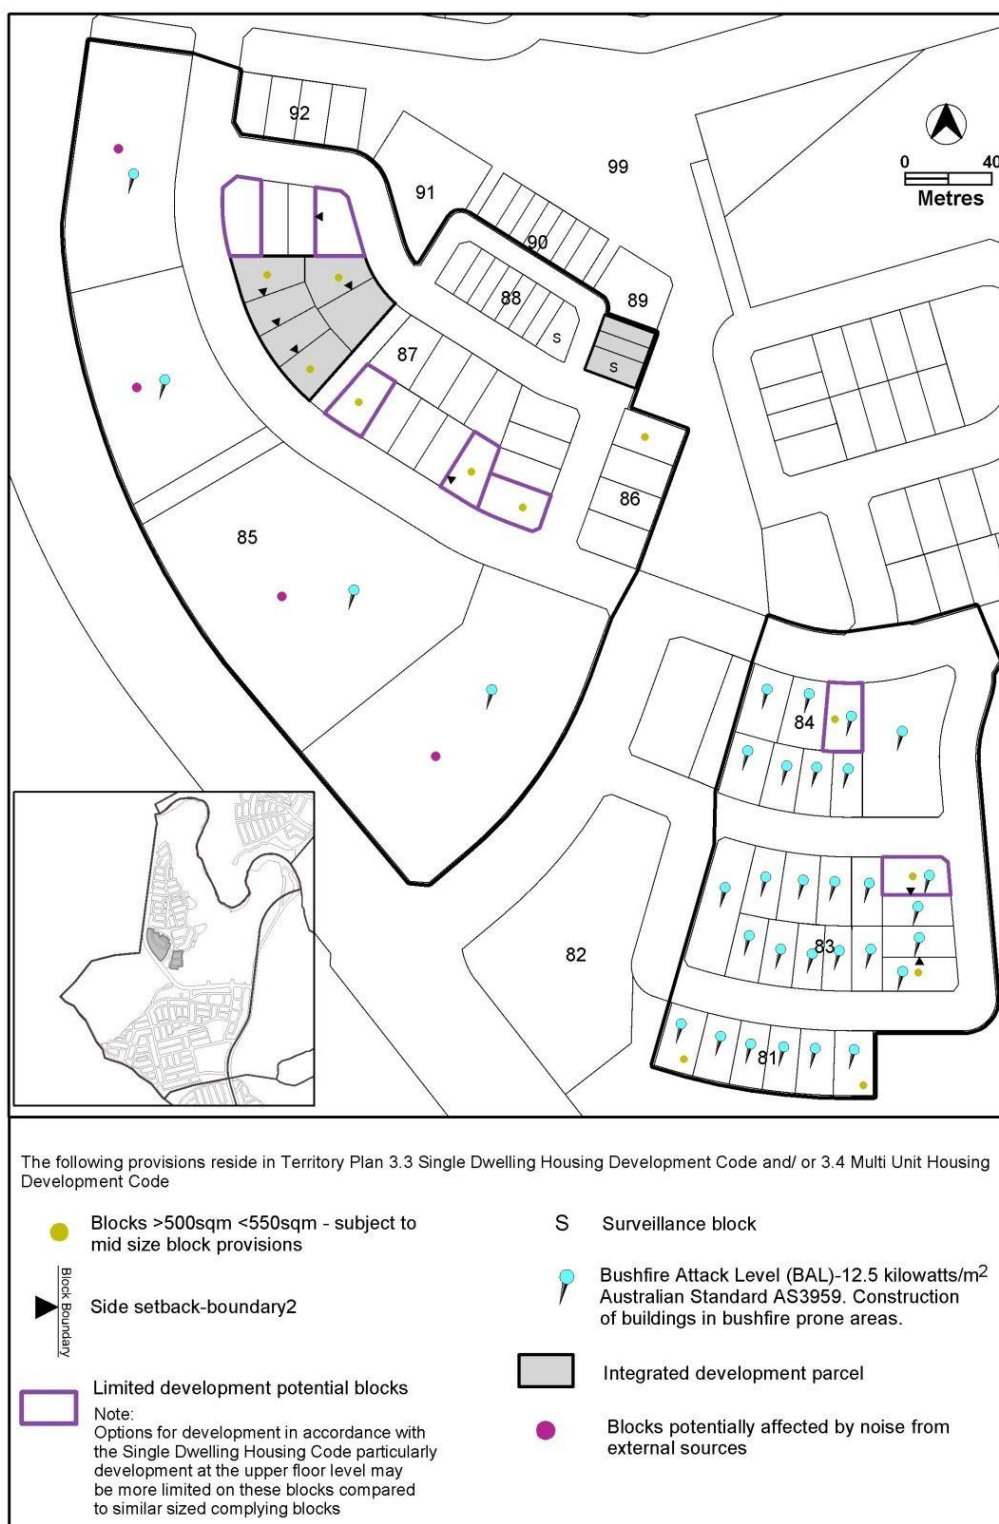 92
99
0 40
Metres
91
90
89
88
S
S
87
86
85
84
83
82
81
The following provisions reside in Territory Plan 3.3 Single Dwelling Housing Development Code and/ or 3.4 Multi Unit Housing
Development Code
Blocks >500sqm <550sqm - subject to
mid size block provisions
Block Boundary
Side setback-boundary2
Limited development potential blocks
Note:
Options for development in accordance with
the Single Dwelling Housing Code particularly
development at the upper floor level may
be more limited on these blocks compared
to similar sized complying blocks
S Surveillance block
Bushfire Attack Level (BAL)-12.5 kilowatts/m2
Australian Standard AS3959. Construction
of buildings in bushfire prone areas.
Integrated development parcel
Blocks potentially affected by noise from
external sources